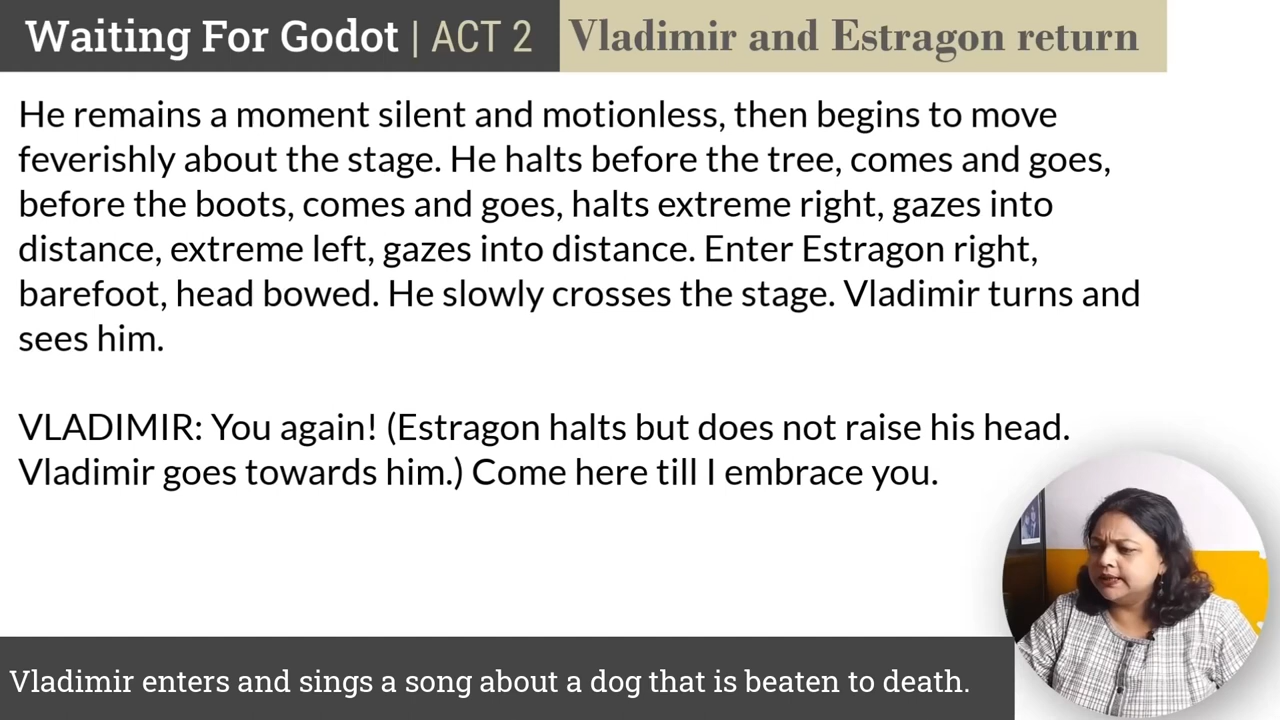 Waiting For Godot | ACT 2 Vladimir and Estragon return
He remains a moment silent and motionless, then begins to move
feverishly about the stage. He halts before the tree, comes and goes,
before the boots, comes and goes, halts extreme right, gazes into
distance, extreme left, gazes into distance. Enter Estragon right,
barefoot, head bowed. He slowly crosses the stage. Vladimir turns and
sees him.
VLADIMIR: You again! (Estragon halts but does not raise his head.
Vladimir goes towards him.) Come here till I embrace you.
Vladimir enters and sings a song about a dog that is beaten to death.